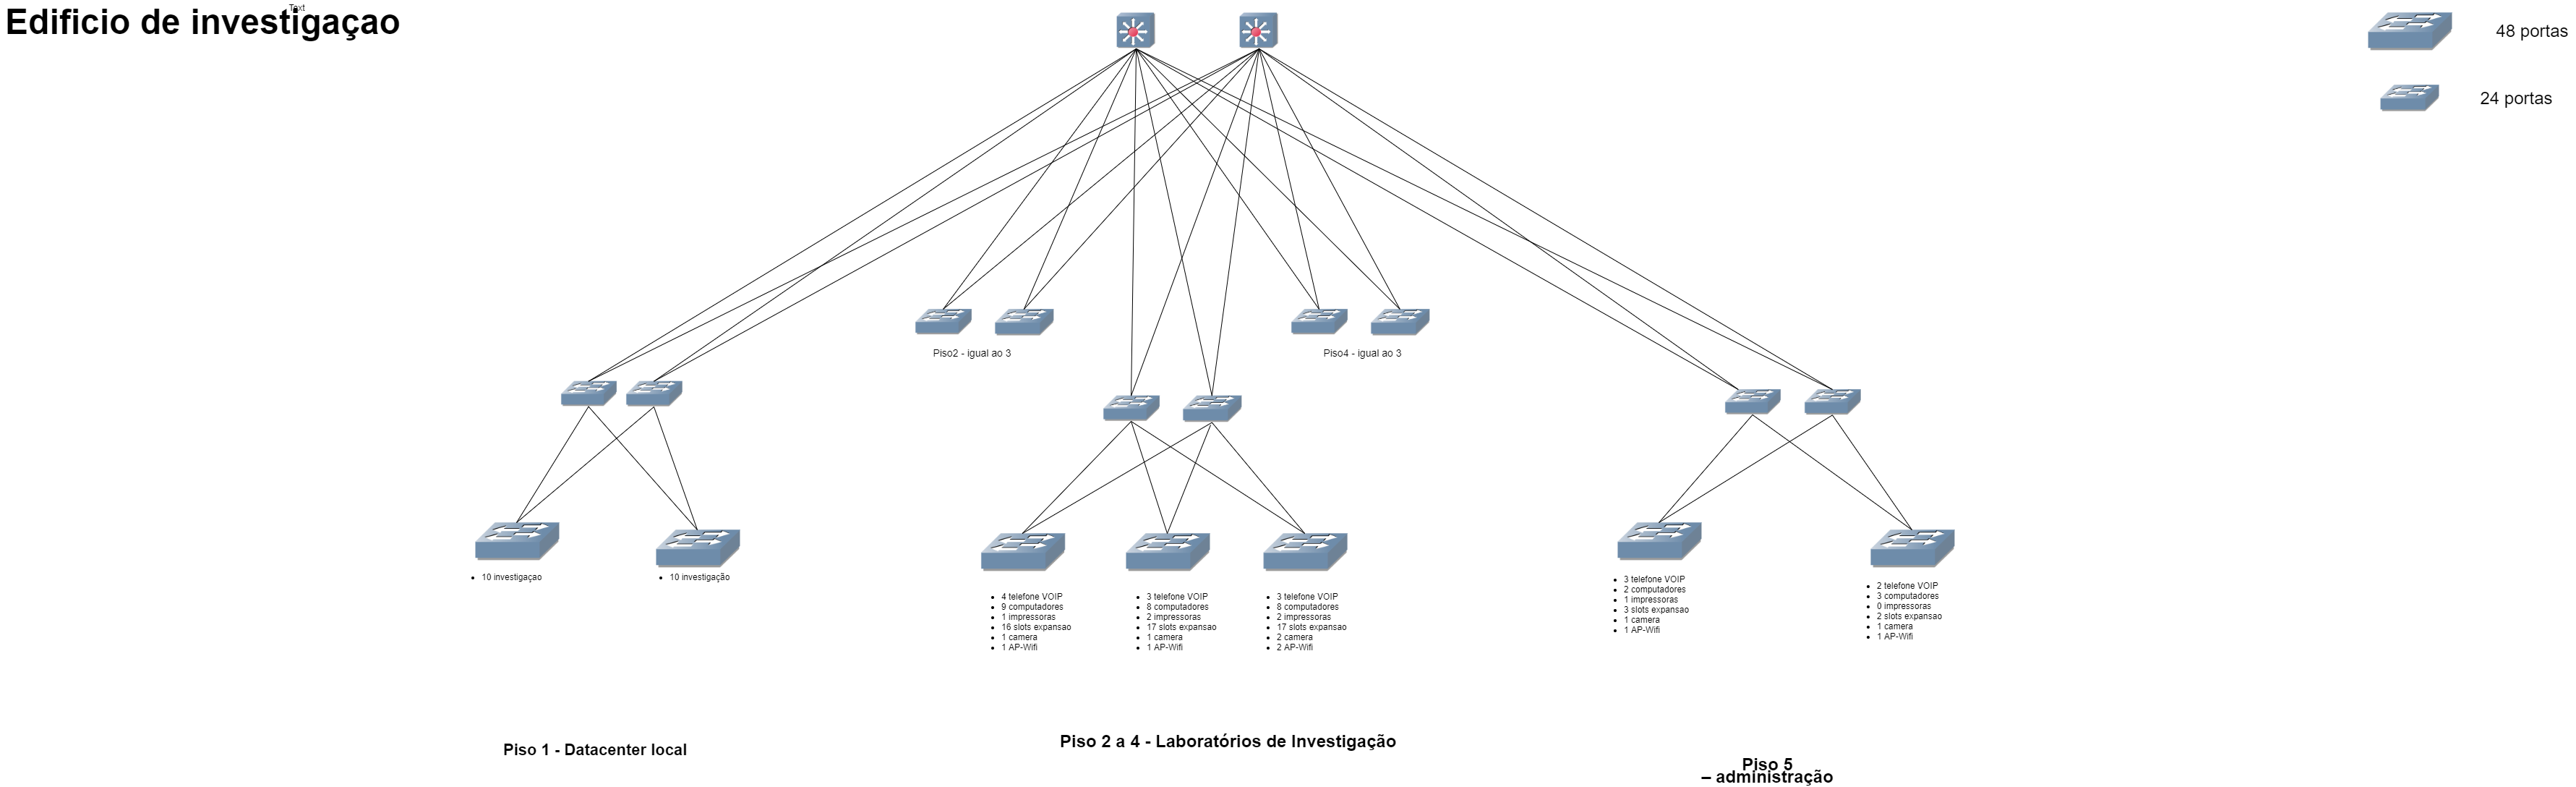 Text
Edificio de investigaçao
48 portas
24 portas
Piso2 - igual ao 3
Piso4 - igual ao 3
10 investigaçao
10 investigação
4 telefone VOIP
9 computadores
1 impressoras
16 slots expansao
1 camera
1 AP-Wifi
3 telefone VOIP
8 computadores
2 impressoras
17 slots expansao
1 camera
1 AP-Wifi
3 telefone VOIP
8 computadores
2 impressoras
17 slots expansao
2 camera
2 AP-Wifi
3 telefone VOIP
2 computadores
1 impressoras
3 slots expansao
1 camera
1 AP-Wifi
2 telefone VOIP
3 computadores
0 impressoras
2 slots expansao
1 camera
1 AP-Wifi
Piso 1 - Datacenter local
Piso 2 a 4 - Laboratórios de Investigação
Piso 5
– administração